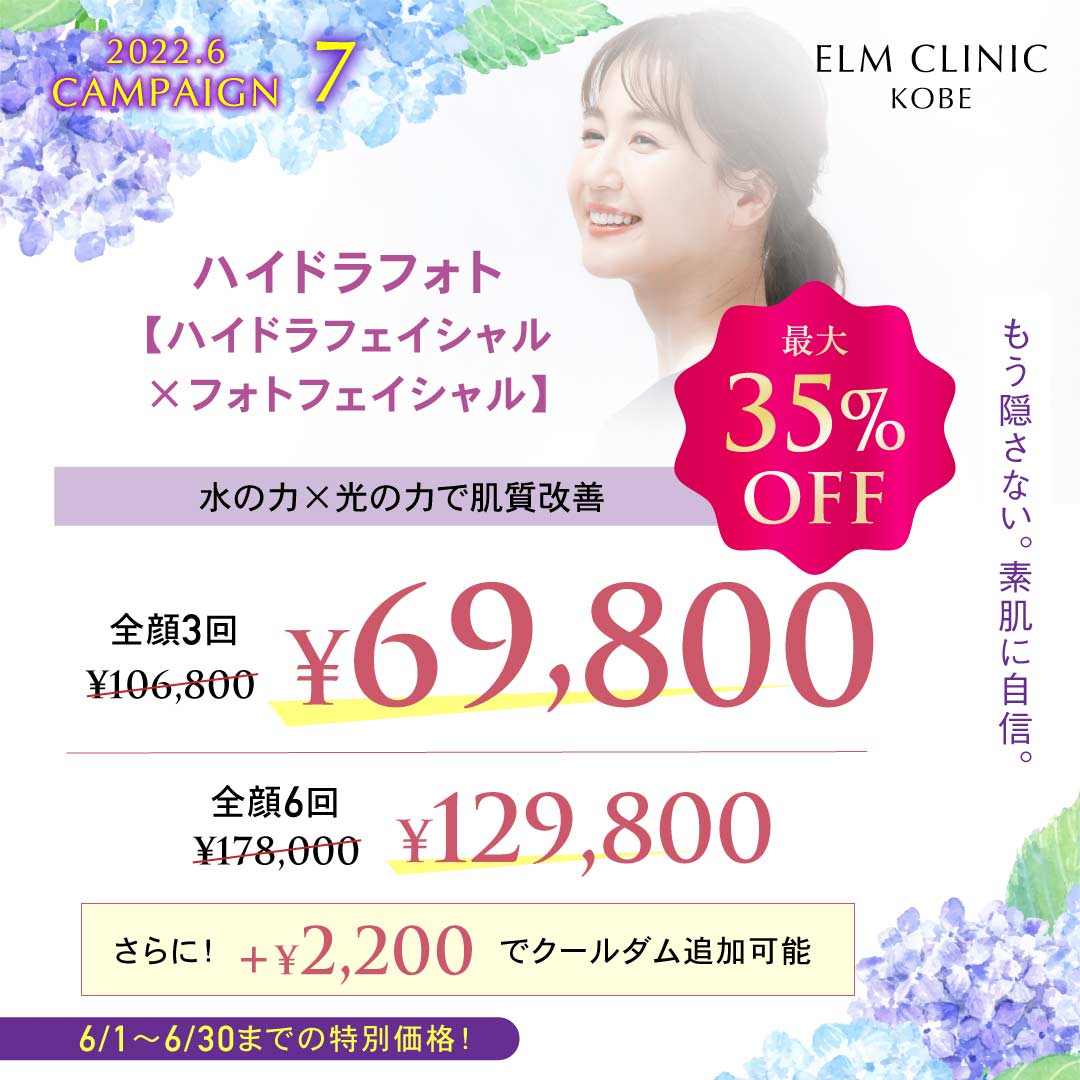 2022.6
CAMPAIGN 7
ELM CLINIC
KOBE
ハイドラフォト
【ハイドラフェイシャル
×フォトフェイシャル】
最大
35%
OFF
もう隠さない。素肌に自信。
水の力×光の力で肌質改善
全顔3回
¥106,800
¥69,800
全顔6回
¥178,000
¥129,800
さらに! +¥2,200 でクールダム追加可能
6/1〜6/30までの特別価格!